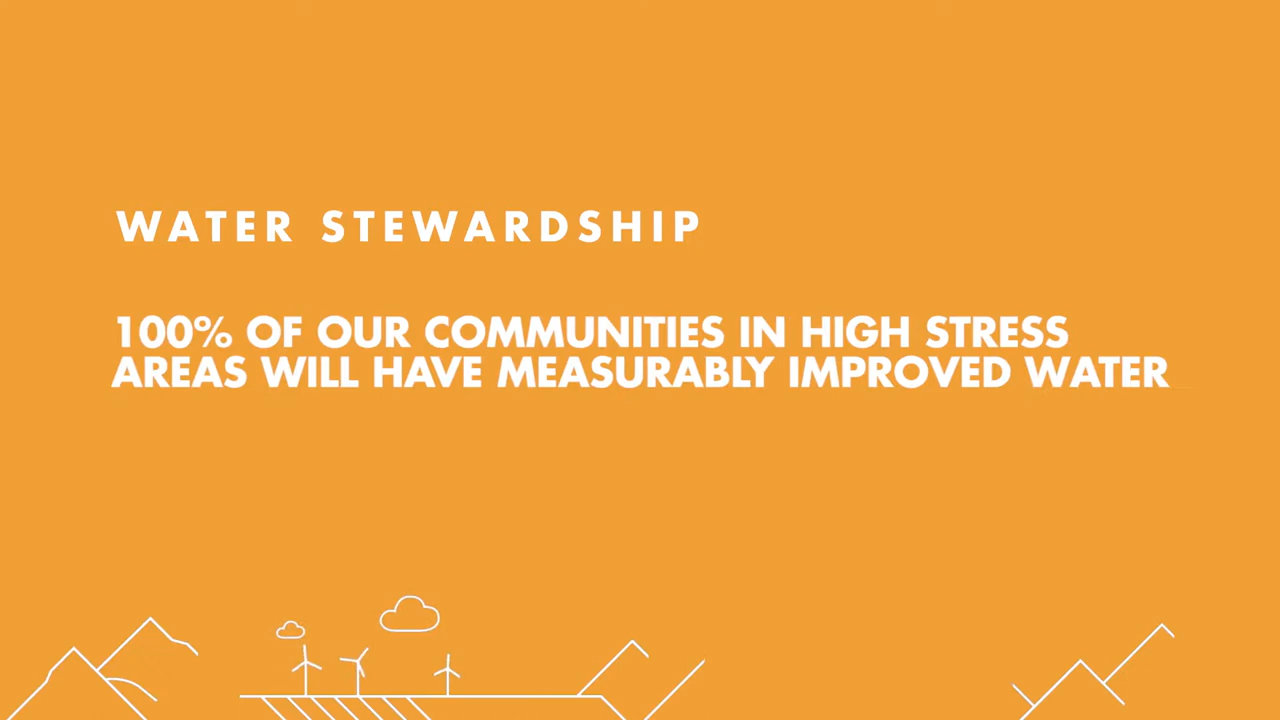 WATER STEWARDSHIP
100% OF OUR COMMUNITIES IN HIGH STRESS
AREAS WILL HAVE MEASURABLY IMPROVED WATER